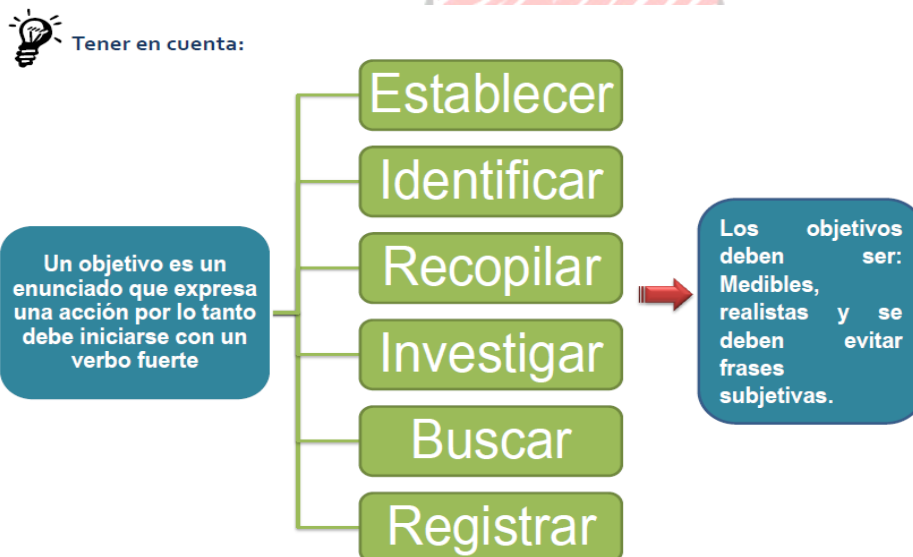 Tener en cuenta:
Un objetivo es un
enunciado que expresa
una acción por lo tanto
debe iniciarse con un
verbo fuerte
Establecer
Identificar
Recopilar
Investigar
Buscar
Registrar
Los objetivos
deben ser:
Medibles,
realistas y se
deben evitar
frases
subjetivas.